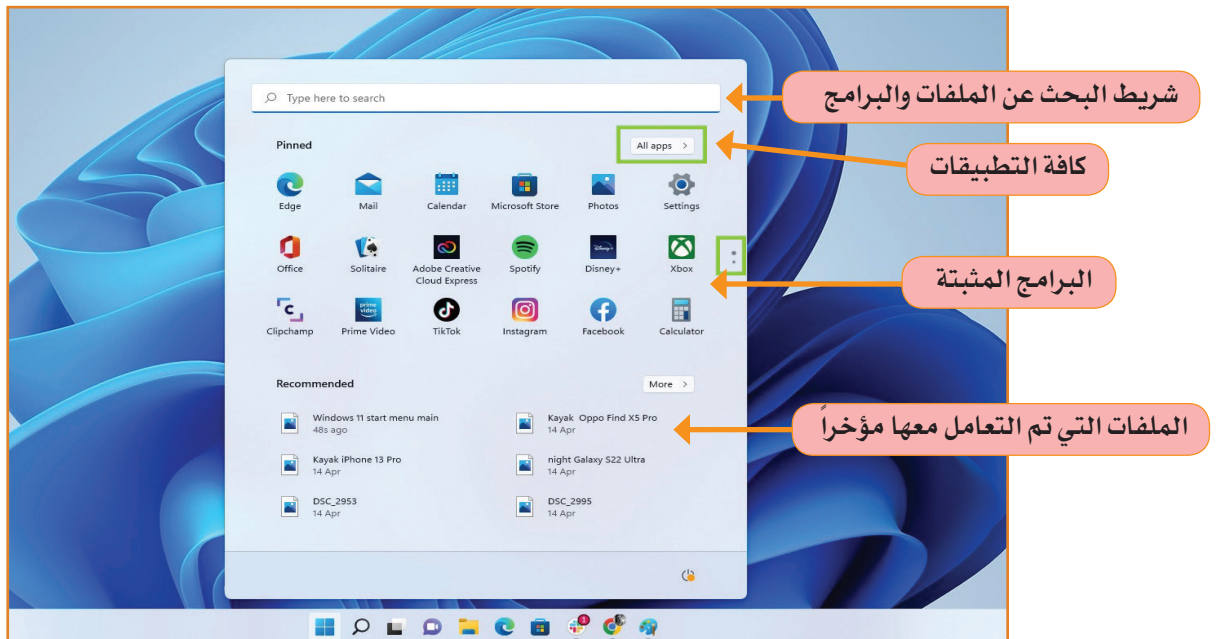 Type here to search
شريط البحث عن الملفات والبرامج
Pinned
All apps >
كافة التطبيقات
Edge
Mail
Calendar
Microsoft Store
Photos
Settings
Office
Solitaire
Adobe Creative Cloud Express
Spotify
Disney+
Xbox
البرامج المثبتة
Clipchamp
prime video
Prime Video
TikTok
Instagram
Facebook
Calculator
Recommended
More >
Windows 11 start menu main
48s ago
Kayak Oppo Find X5 Pro
14 Apr
الملفات التي تم التعامل معها مؤخراً
Kayak iPhone 13 Pro
14 Apr
night Galaxy S22 Ultra
14 Apr
DSC_2953
14 Apr
DSC_2995
14 Apr